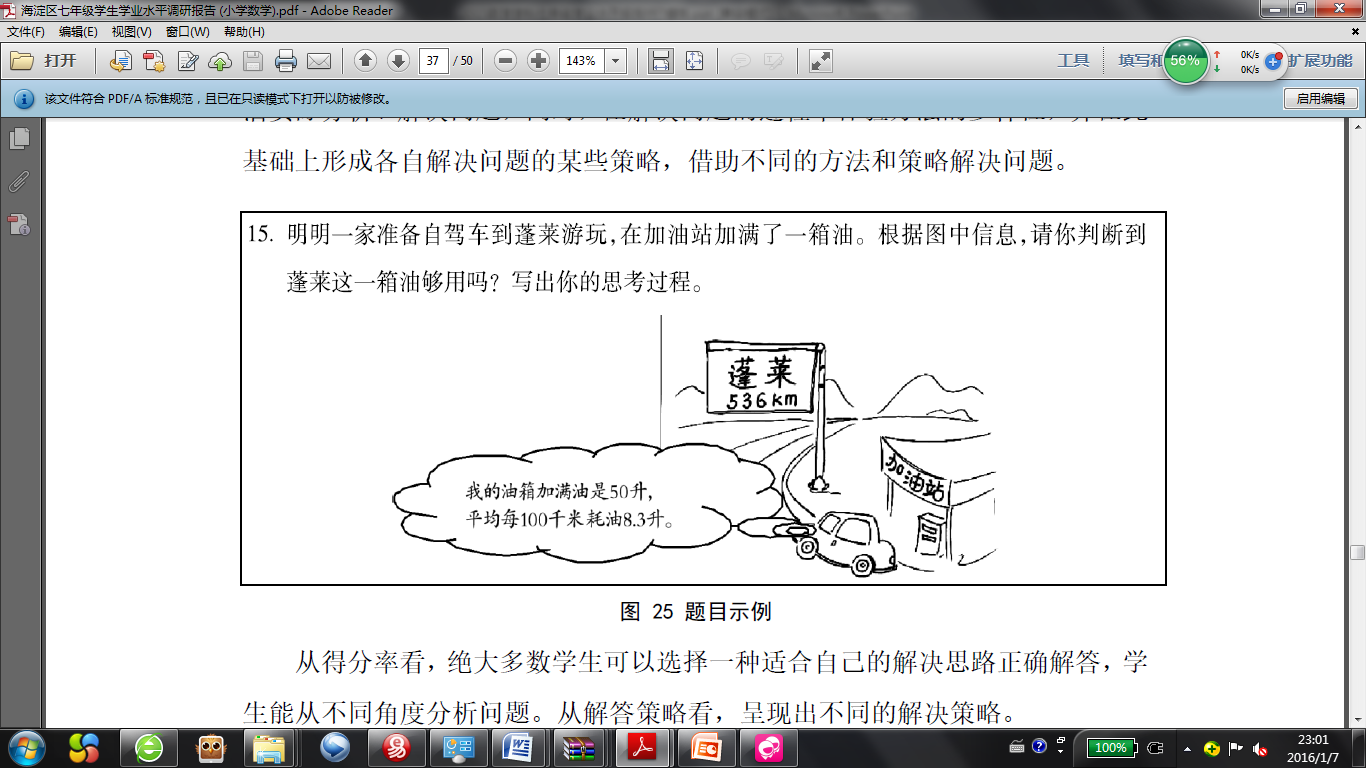 海淀区七年级学生学业水平调研报告 (小学数学).pdf - Adobe Reader
文件(F) 编辑(E) 视图(V) 窗口(W) 帮助(H)
打开 37 / 50 143% 工具 填写和 56% 0K/s 0K/s 扩展功能
该文件符合 PDF/A 标准规范，且已在只读模式下打开以防被修改。 启用编辑
基础上形成各自解决问题的某些策略，借助不同的方法和策略解决问题。
15. 明明一家准备自驾车到蓬莱游玩，在加油站加满了一箱油。根据图中信息，请你判断到
蓬莱这一箱油够用吗？写出你的思考过程。
蓬莱
536km
加油站
我的油箱加满油是50升，
平均每100千米耗油8.3升。
图 25 题目示例
从得分率看，绝大多数学生可以选择一种适合自己的解决思路正确解答，学
生能从不同角度分析问题。从解答策略看，呈现出不同的解决策略。
100% 23:01
2016/1/7